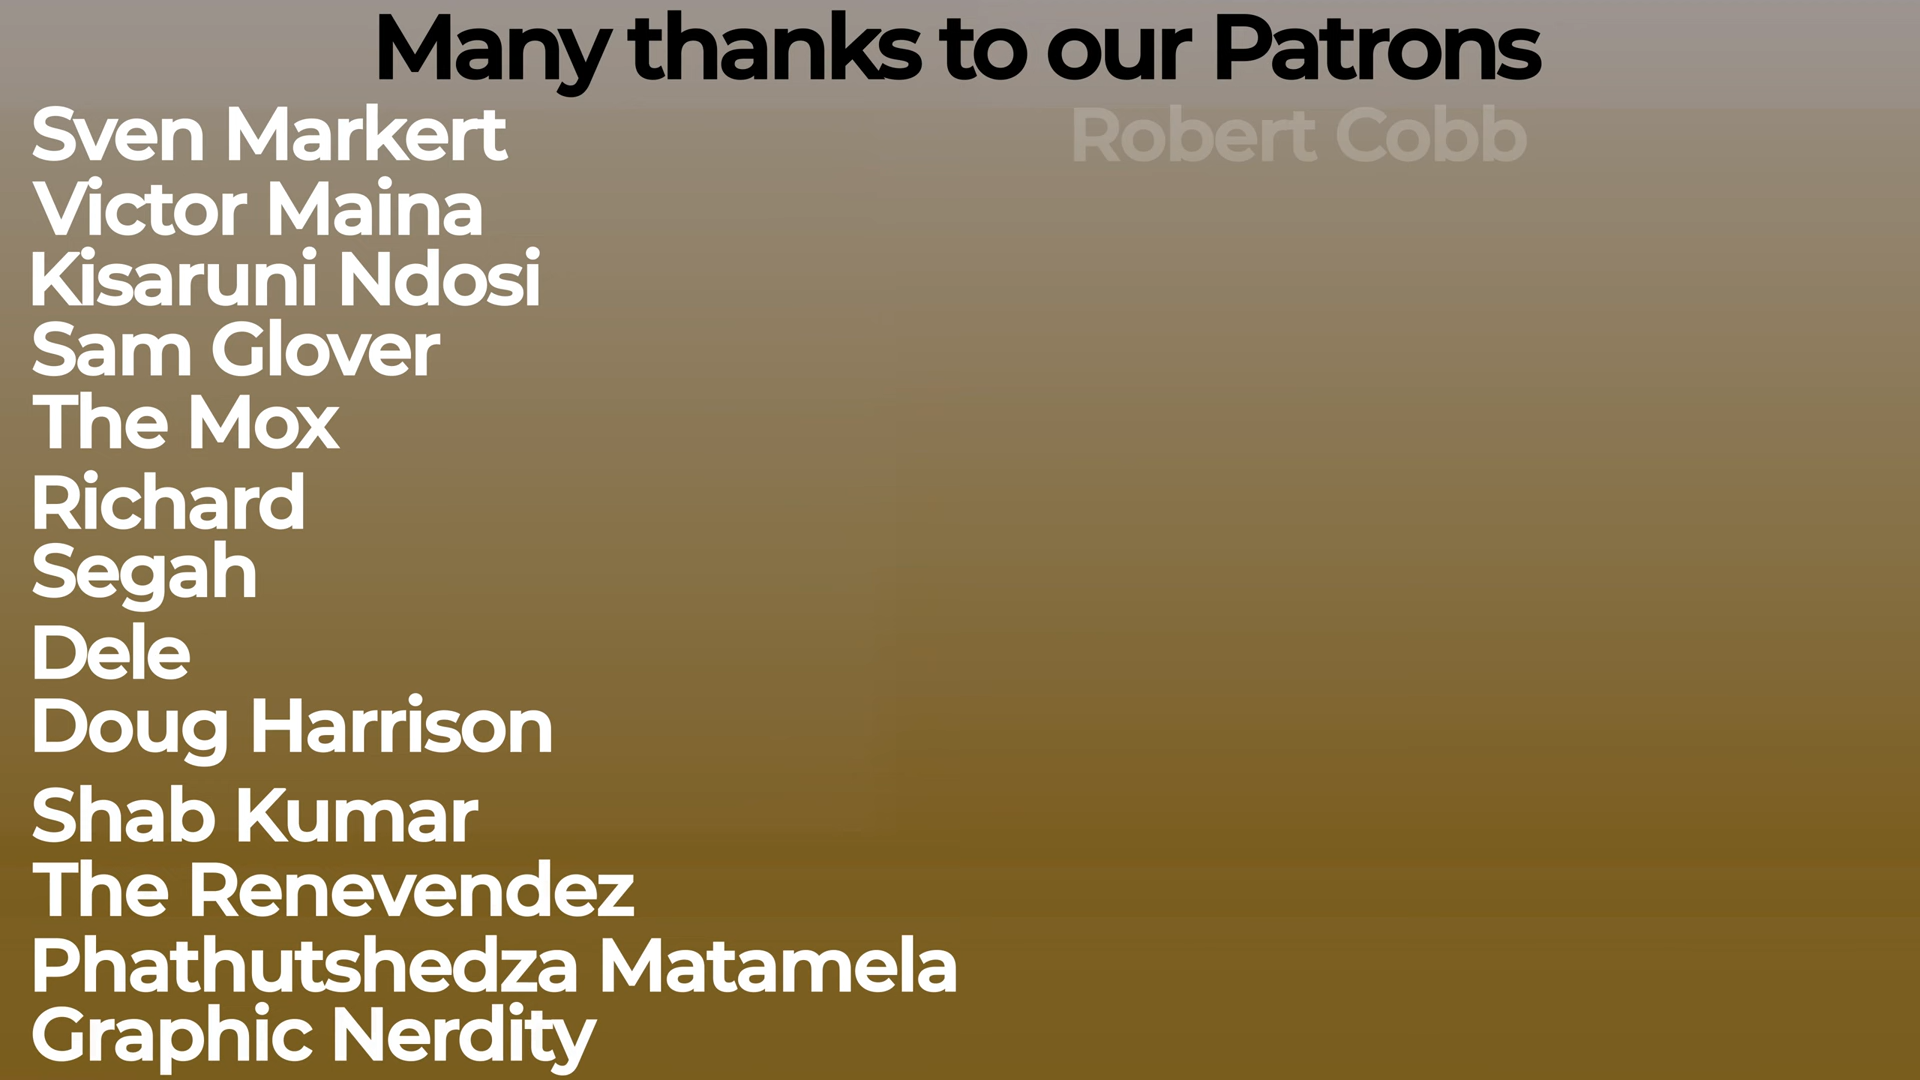 Many thanks to our Patrons
Sven Markert
Victor Maina
Kisaruni Ndosi
Sam Glover
The Mox
Richard
Segah
Dele
Doug Harrison
Shab Kumar
The Renevendez
Phathutshedza Matamela
Graphic Nerdity
Robert Cobb